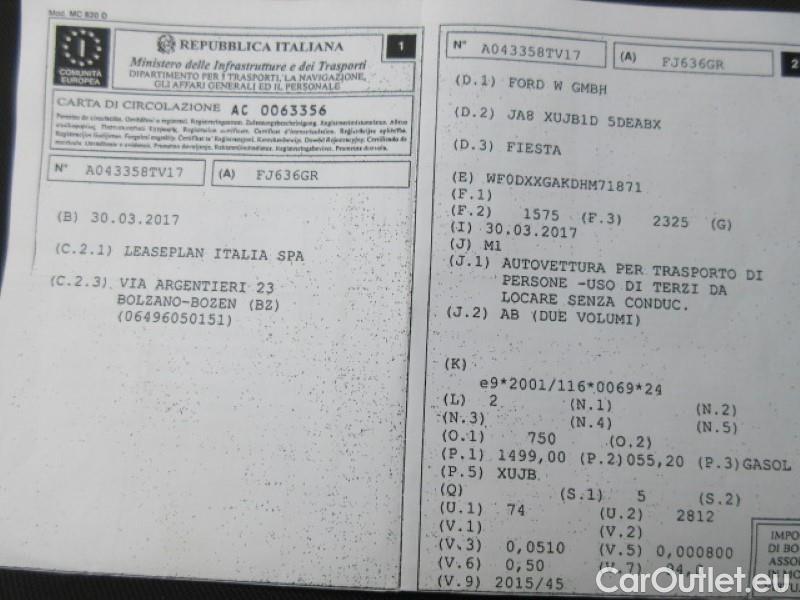 Mod. MC 820 D
I
COMUNITÀ
EUROPEA
REPUBBLICA ITALIANA
1
Ministero delle Infrastrutture e dei Trasporti
DIPARTIMENTO PER I TRASPORTI, LA NAVIGAZIONE,
GLI AFFARI GENERALI ED IL PERSONALE
CARTA DI CIRCOLAZIONE AC 0063356
N° A043358TV17 (A) FJ636GR
(B) 30.03.2017
(C.2.1) LEASEPLAN ITALIA SPA
(C.2.3) VIA ARGENTIERI 23
BOLZANO-BOZEN (BZ)
(06496050151)
N° A043358TV17 (A) FJ636GR 2
(D.1) FORD W GMBH
(D.2) JA8 XUJB1D 5DEABX
(D.3) FIESTA
(E) WF0DXXGAKDHM71871
(F.1)
(F.2) 1575 (F.3) 2325 (G)
(I) 30.03.2017
(J) M1
(J.1) AUTOVETTURA PER TRASPORTO DI
PERSONE -USO DI TERZI DA
LOCARE SENZA CONDUC.
(J.2) AB (DUE VOLUMI)
(K)
e9*2001/116*0069*24
(L) 2 (N.1) (N.2)
(N.3) (N.4) (N.5)
(O.1) 750 (O.2)
(P.1) 1499,00 (P.2)055,20 (P.3)GASOL
(P.5) XUJB
(Q) (S.1) 5 (S.2)
(U.1) 74 (U.2) 2812
(V.1) (V.2)
(V.3) 0,0510 (V.5) 0,000800
(V.6) 0,50 (V.7)
(V.9) 2015/45
IMPO
DI BO
ASSO
IN MO
CarOutlet.eu